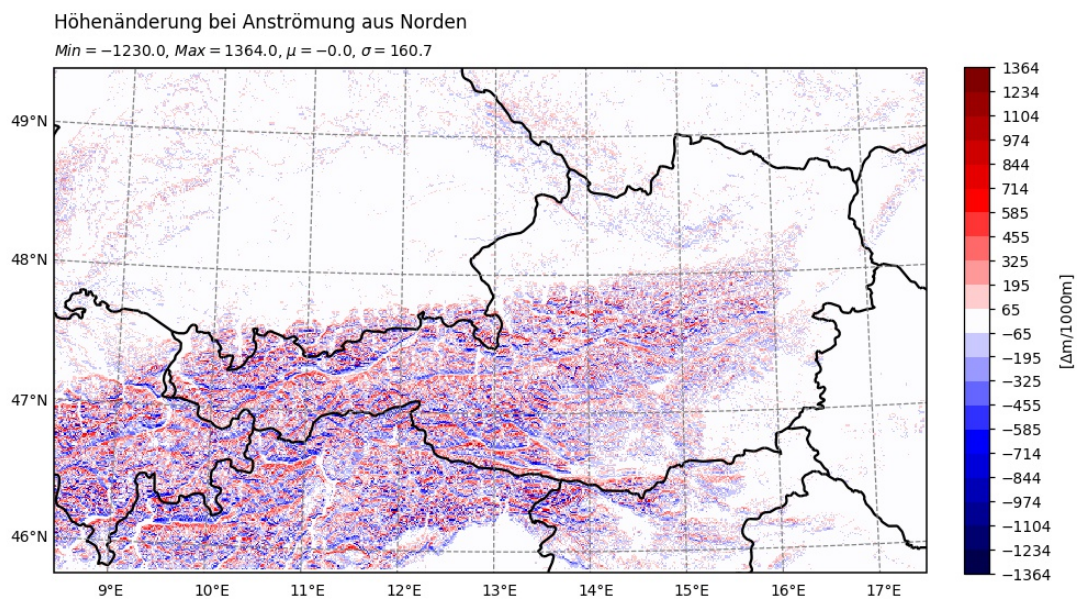 Höhenänderung bei Anströmung aus Norden
Min = −1230.0, Max = 1364.0, μ = −0.0, σ = 160.7
49°N
48°N
47°N
46°N
9°E 10°E 11°E 12°E 13°E 14°E 15°E 16°E 17°E
1364
1234
1104
974
844
714
585
455
325
195
65
−65
−195
−325
−455
−585
−714
−844
−974
−1104
−1234
−1364
[Δm/1000m]